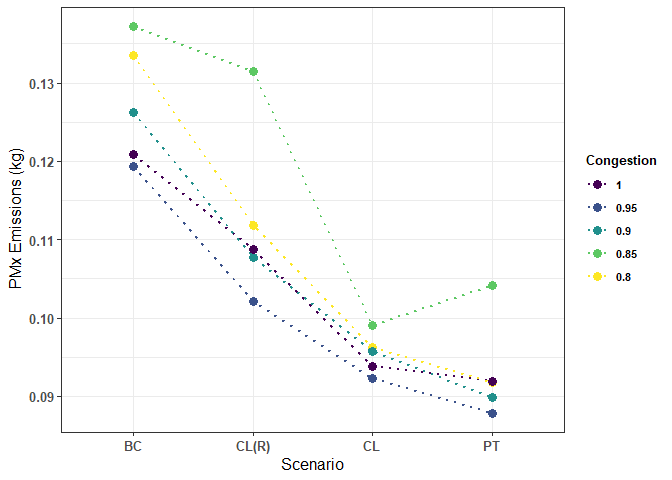 PMx Emissions (kg)
0.13
0.12
0.11
0.10
0.09
BC CL(R) CL PT
Scenario
Congestion
1
0.95
0.9
0.85
0.8